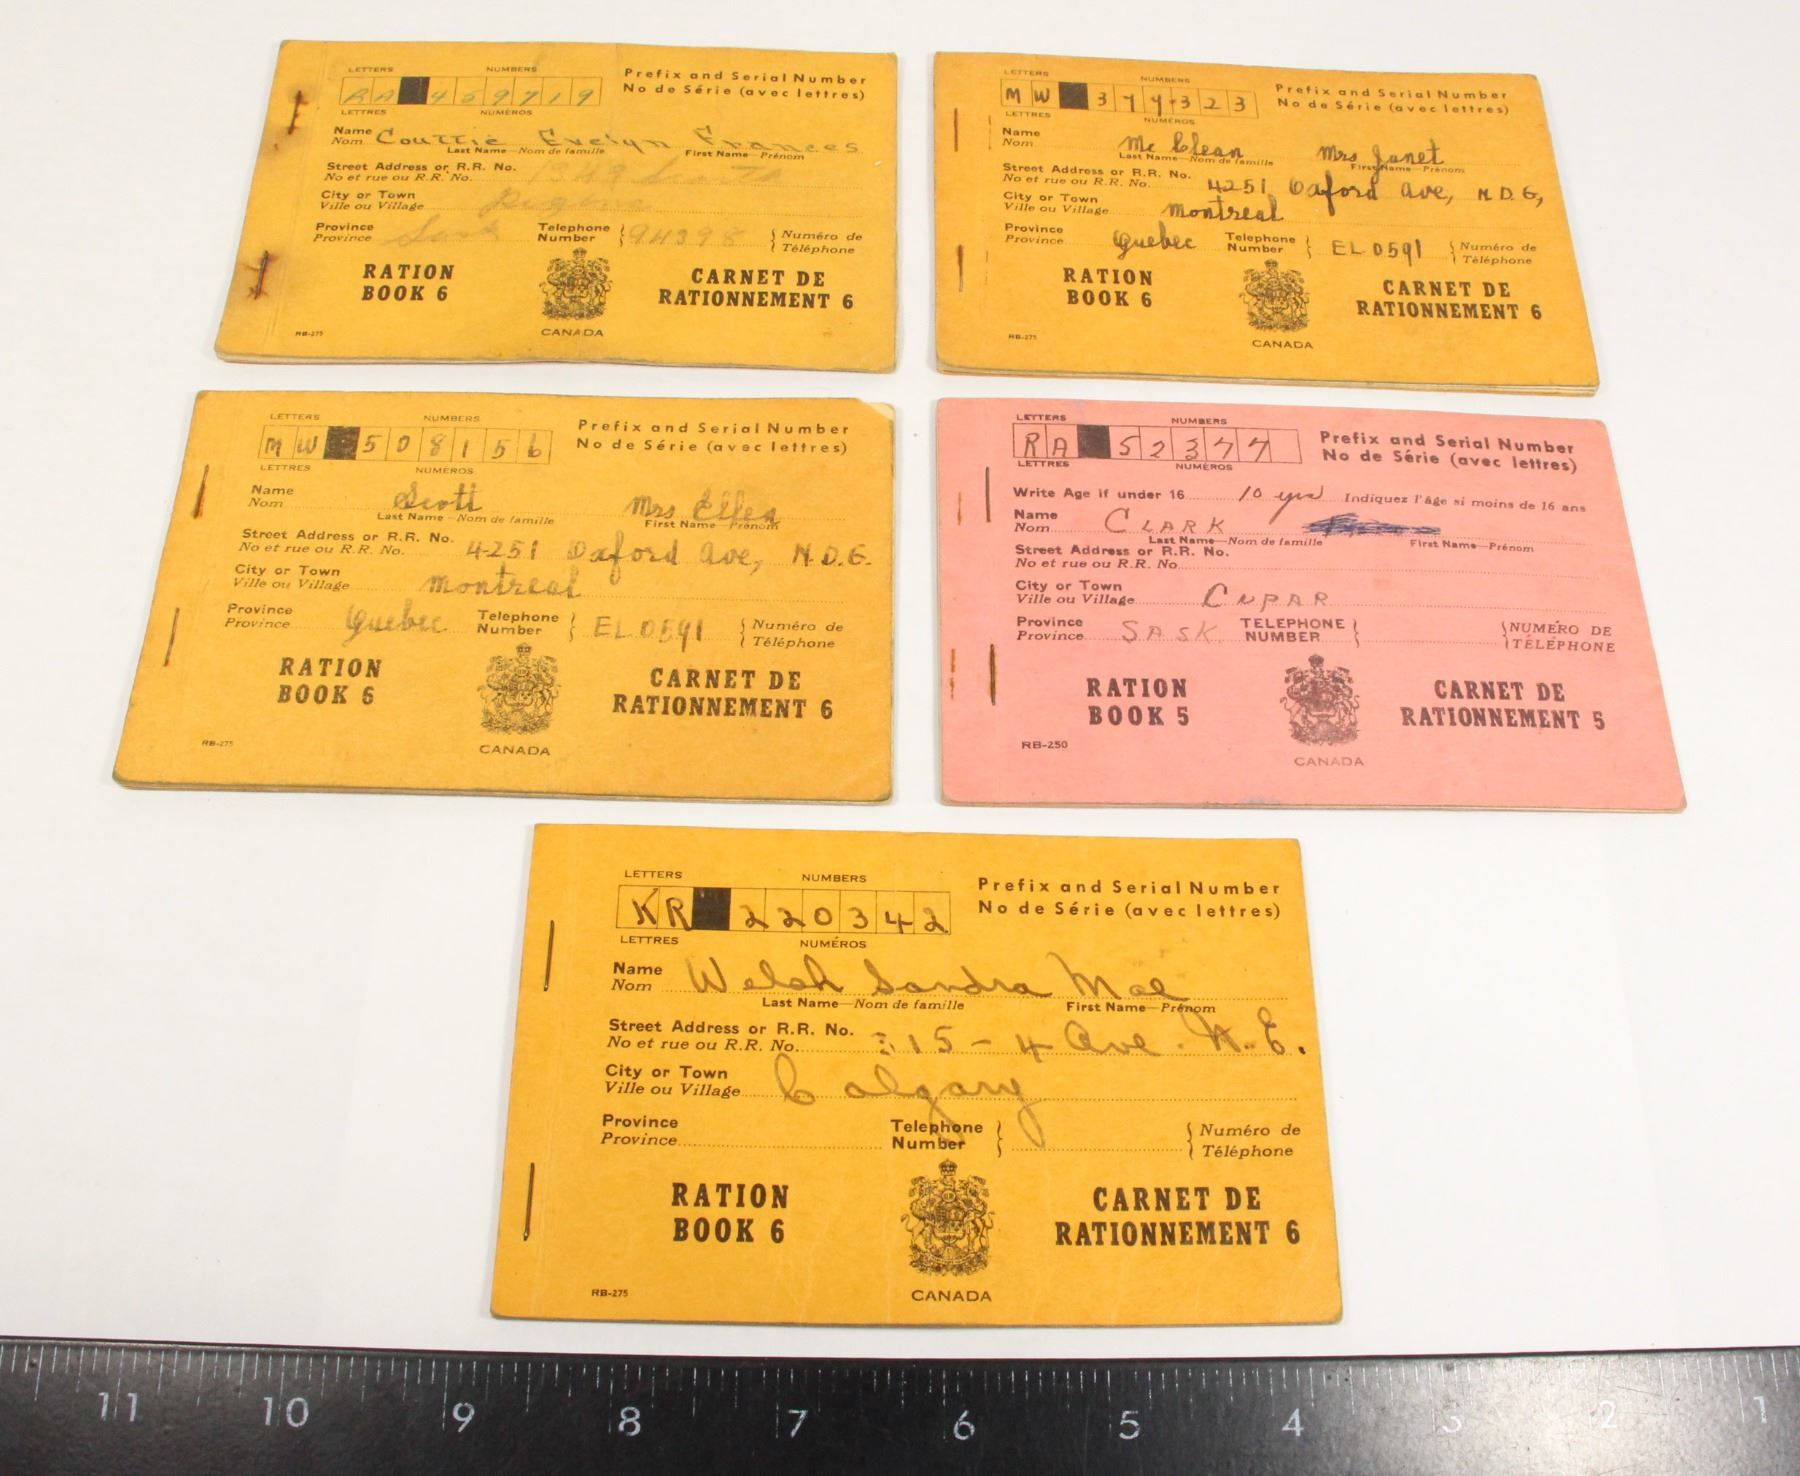 LETTERS NUMBERS
RA 459719
LETTRES NUMÉROS
Prefix and Serial Number
No de Série (avec lettres)
Name Couttie Evelyn Frances
Nom Last Name—Nom de famille First Name—Prénom
Street Address or R.R. No. 1369
No et rue ou R.R. No.
City or Town Regina
Ville ou Village
Province Sask Telephone 94398 Numéro de
Province Number Téléphone
RATION CARNET DE
BOOK 6 RATIONNEMENT 6
RB-275 CANADA
LETTERS NUMBERS
MW 374323
LETTRES NUMÉROS
Prefix and Serial Number
No de Série (avec lettres)
Name Mc Clean Mrs Janet
Nom Last Name—Nom de famille First Name—Prénom
Street Address or R.R. No. 4251 Oxford Ave, N.D.G,
No et rue ou R.R. No.
City or Town Montreal
Ville ou Village
Province Quebec Telephone EL 0591 Numéro de
Province Number Téléphone
RATION CARNET DE
BOOK 6 RATIONNEMENT 6
RB-275 CANADA
LETTERS NUMBERS
MW 508156
LETTRES NUMÉROS
Prefix and Serial Number
No de Série (avec lettres)
Name Scott Mrs Ellen
Nom Last Name—Nom de famille First Name—Prénom
Street Address or R.R. No. 4251 Oxford Ave, N.D.G.
No et rue ou R.R. No.
City or Town Montreal
Ville ou Village
Province Quebec Telephone EL 0591 Numéro de
Province Number Téléphone
RATION CARNET DE
BOOK 6 RATIONNEMENT 6
RB-275 CANADA
LETTERS NUMBERS
RA 52377
LETTRES NUMÉROS
Prefix and Serial Number
No de Série (avec lettres)
Write Age if under 16 10 yrs Indiquez l'âge si moins de 16 ans
Name CLARK
Nom Last Name—Nom de famille First Name—Prénom
Street Address or R.R. No.
No et rue ou R.R. No.
City or Town CUPAR
Ville ou Village
Province SASK. TELEPHONE NUMÉRO DE
Province NUMBER TÉLÉPHONE
RATION CARNET DE
BOOK 5 RATIONNEMENT 5
RB-250 CANADA
LETTERS NUMBERS
KR 220342
LETTRES NUMÉROS
Prefix and Serial Number
No de Série (avec lettres)
Name Welsh Sandra Mae
Nom Last Name—Nom de famille First Name—Prénom
Street Address or R.R. No. 315 - 4 Ave. N.E.
No et rue ou R.R. No.
City or Town Calgary
Ville ou Village
Province Telephone Numéro de
Province Number Téléphone
RATION CARNET DE
BOOK 6 RATIONNEMENT 6
RB-275 CANADA
11 10 9 8 7 6 5 4 3 2 1